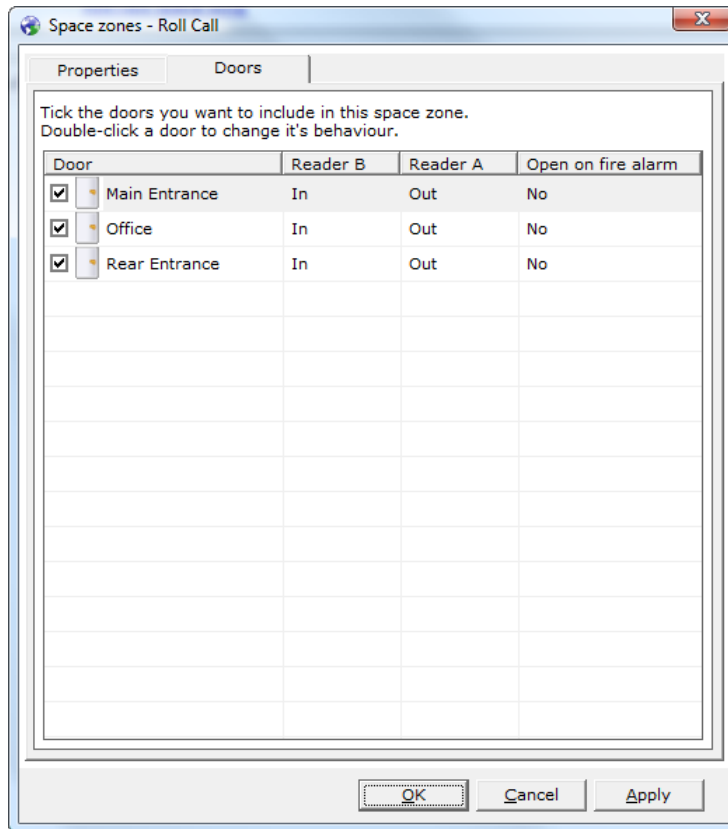 Space zones - Roll Call
Properties Doors
Tick the doors you want to include in this space zone.
Double-click a door to change it's behaviour.
Door Reader B Reader A Open on fire alarm
Main Entrance In Out No
Office In Out No
Rear Entrance In Out No
OK Cancel Apply